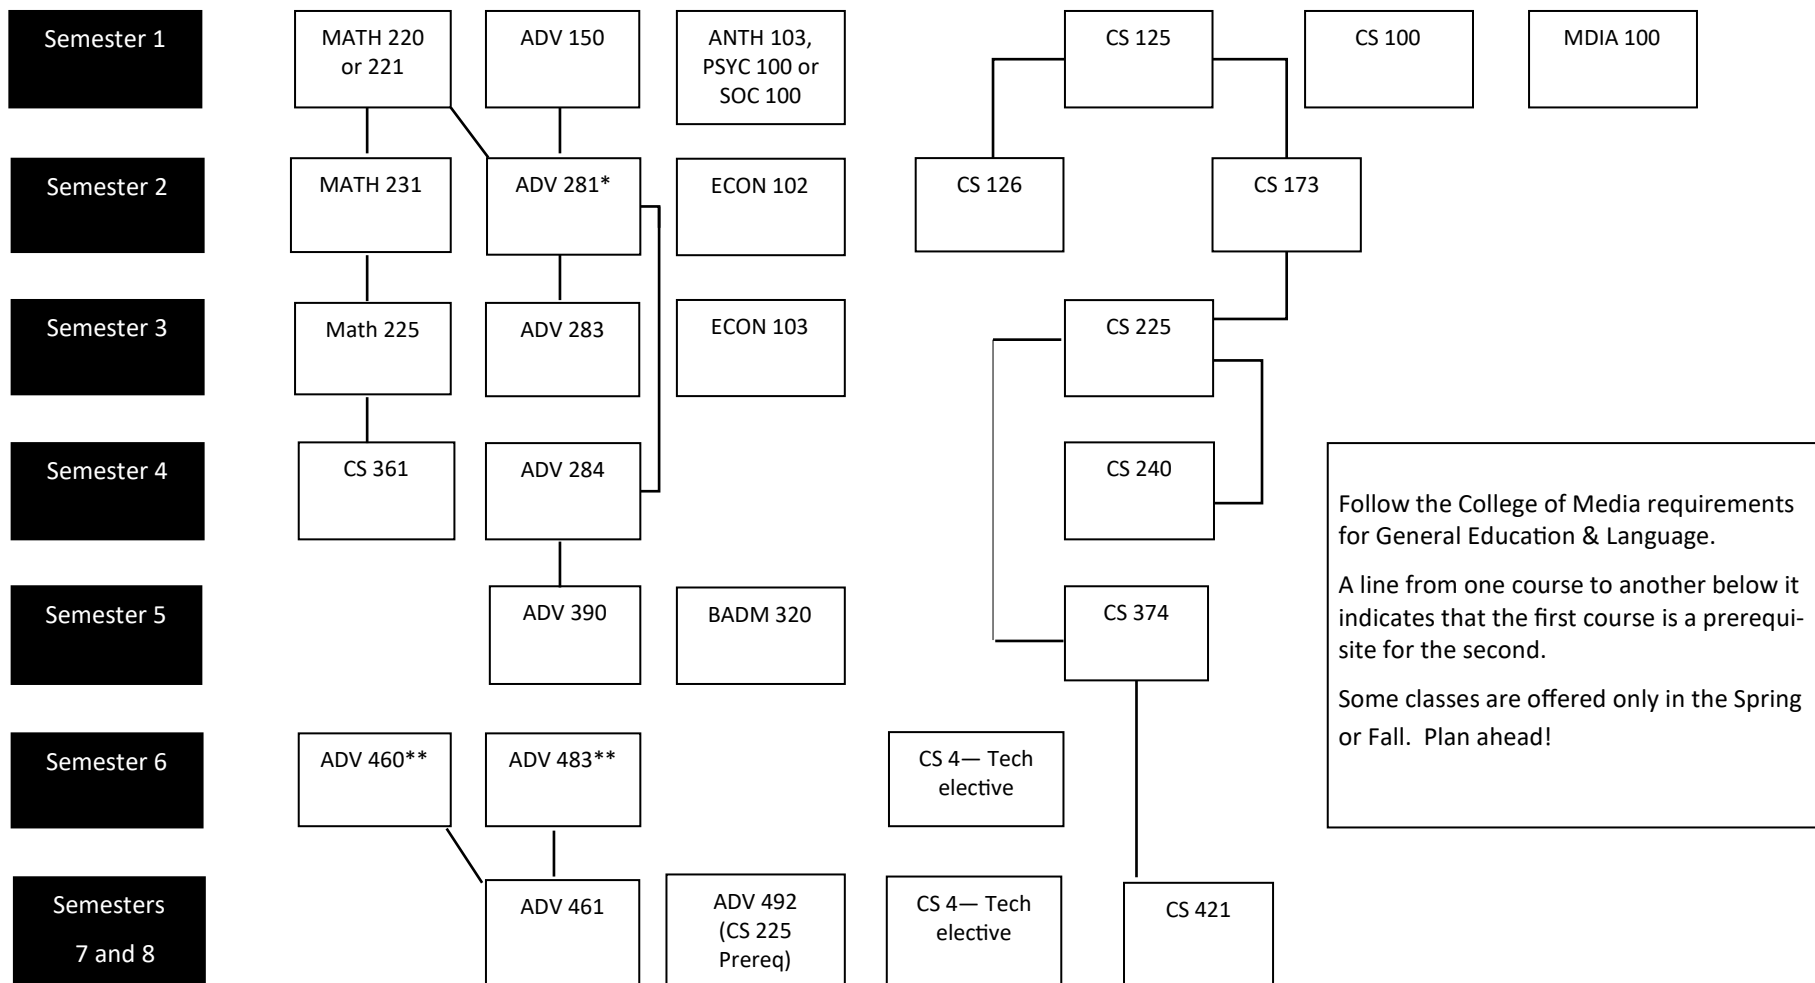 Semester 1
MATH 220
or 221
ADV 150
ANTH 103,
PSYC 100 or
SOC 100
CS 125
CS 100
MDIA 100
Semester 2
MATH 231
ADV 281*
ECON 102
CS 126
CS 173
Semester 3
Math 225
ADV 283
ECON 103
CS 225
Semester 4
CS 361
ADV 284
CS 240
Follow the College of Media requirements
for General Education & Language.
A line from one course to another below it
indicates that the first course is a prerequi-
site for the second.
Some classes are offered only in the Spring
or Fall.  Plan ahead!
Semester 5
ADV 390
BADM 320
CS 374
Semester 6
ADV 460**
ADV 483**
CS 4— Tech
elective
Semesters
7 and 8
ADV 461
ADV 492
(CS 225
Prereq)
CS 4— Tech
elective
CS 421